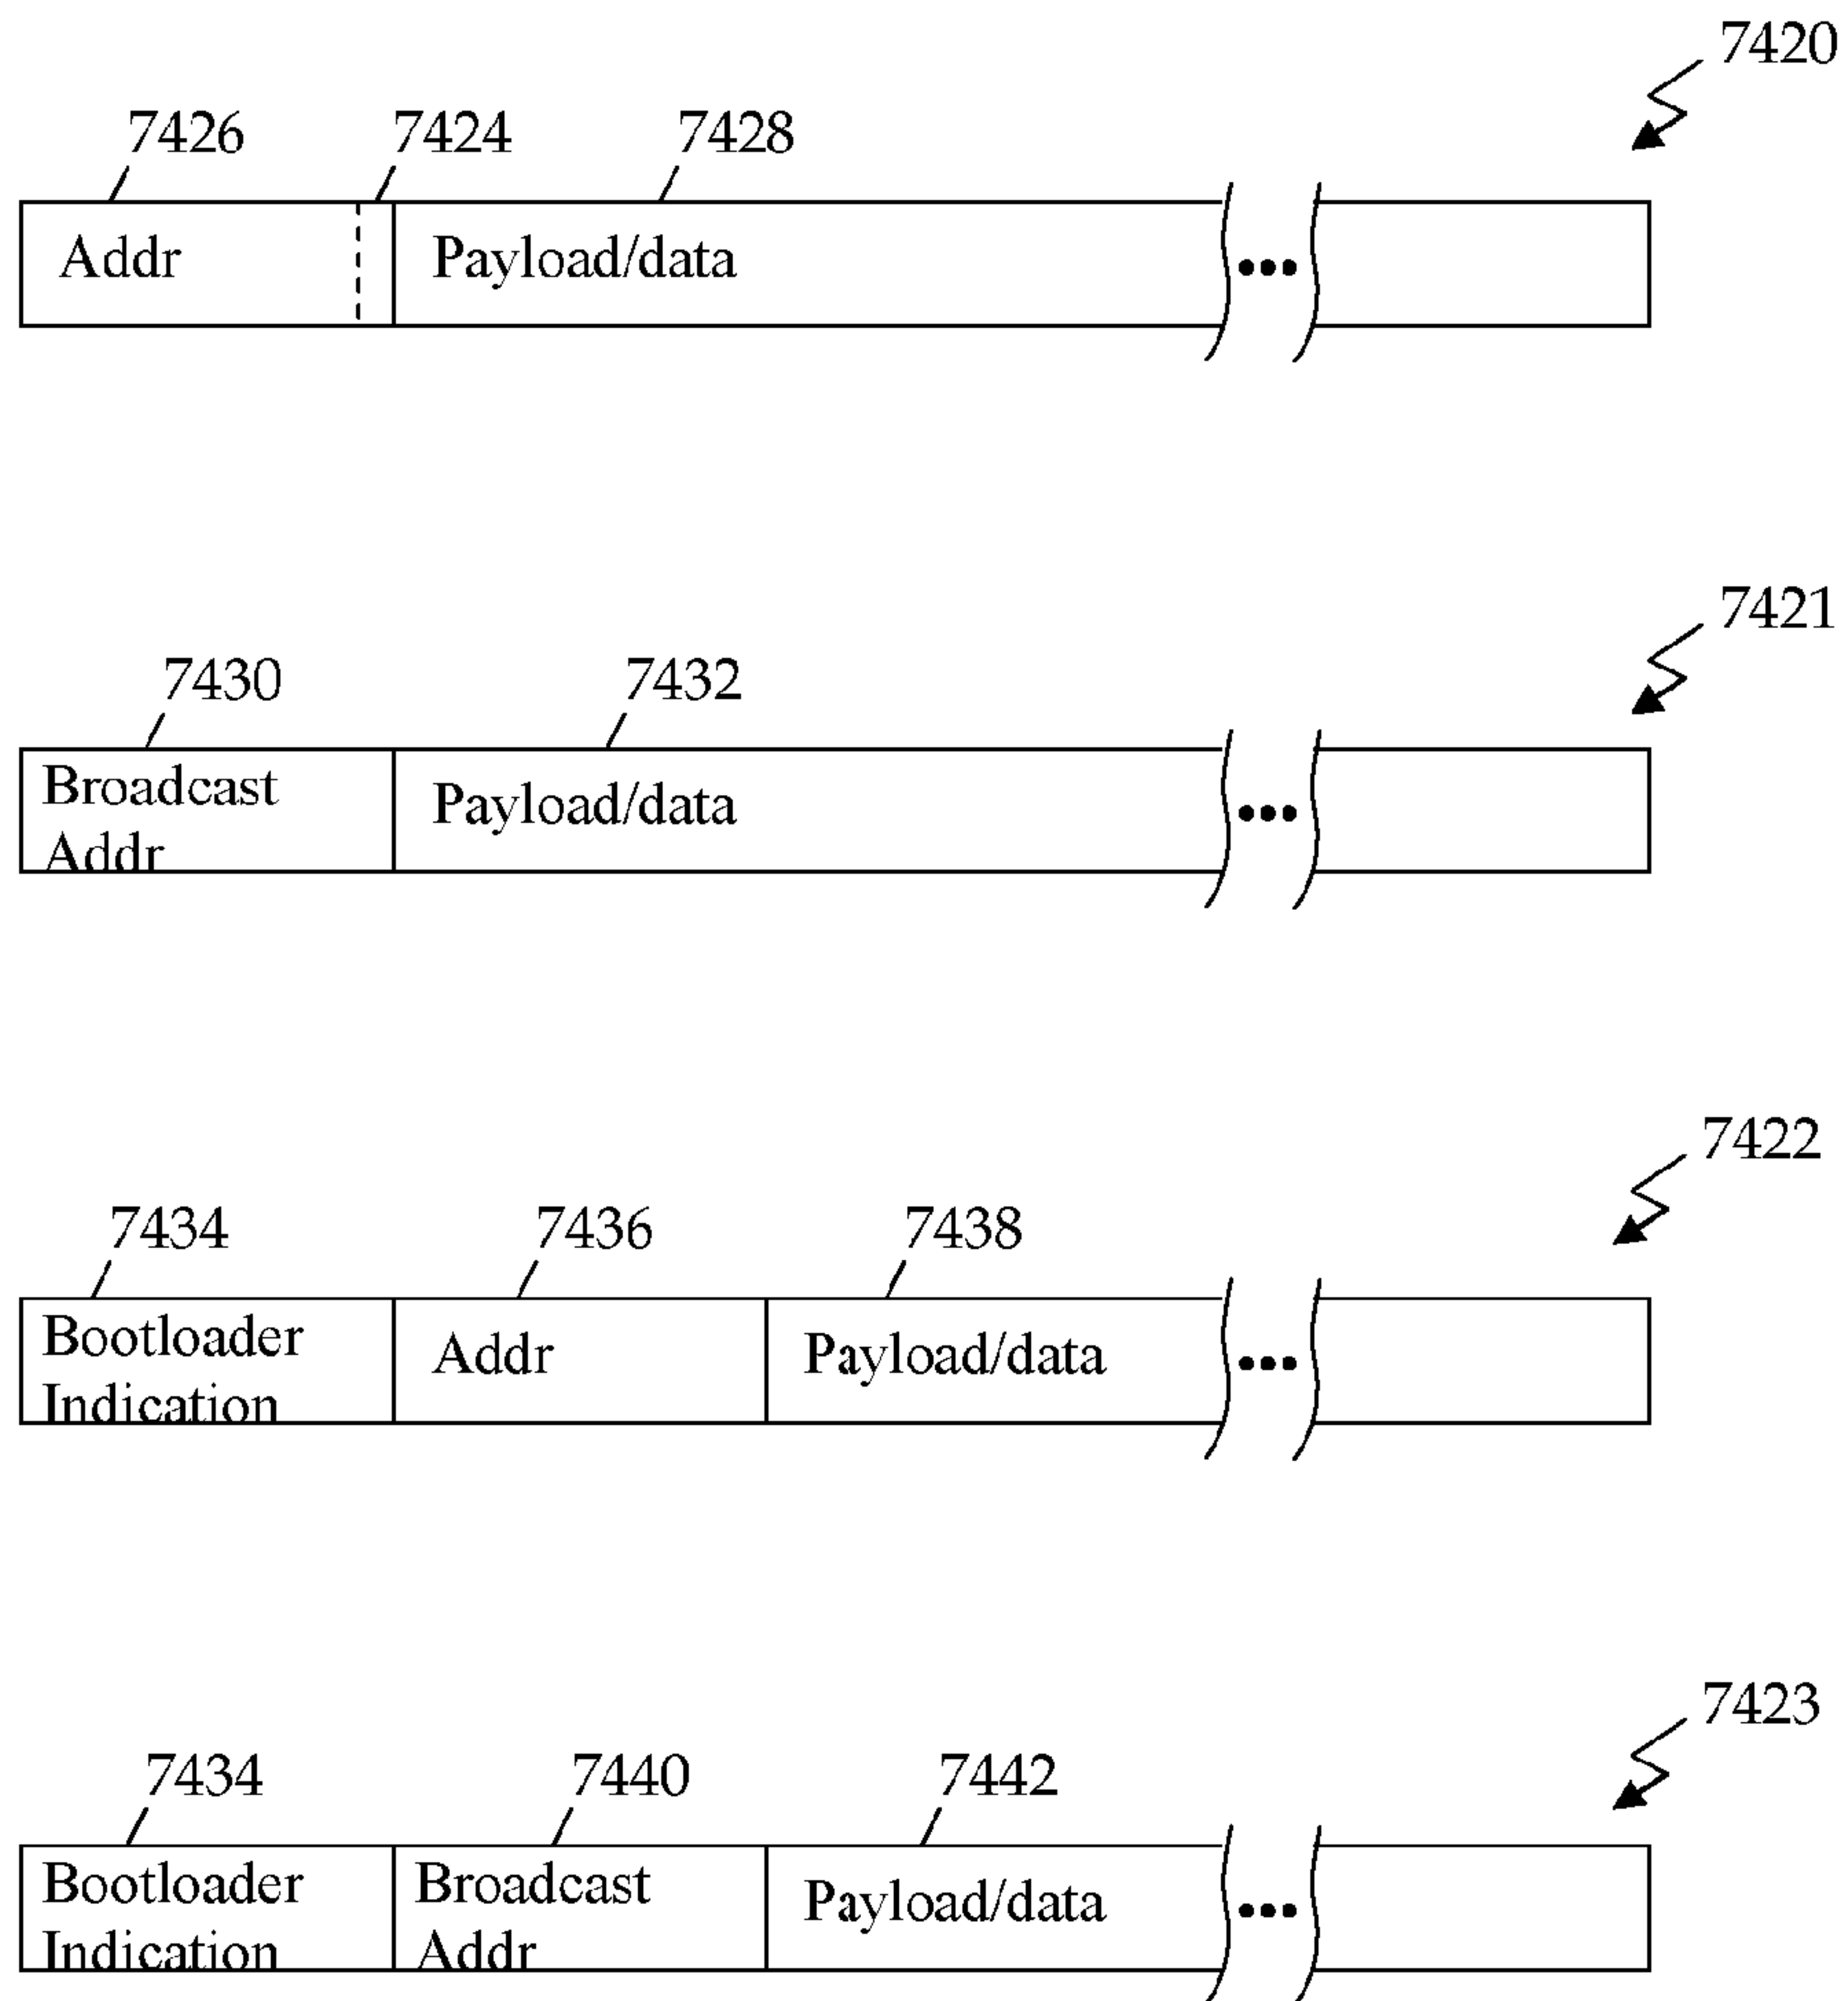 7420
7426 7424 7428
Addr Payload/data
7421
7430 7432
Broadcast
Addr
Payload/data
7422
7434 7436 7438
Bootloader
Indication
Addr
Payload/data
7423
7434 7440 7442
Bootloader
Indication
Broadcast
Addr
Payload/data